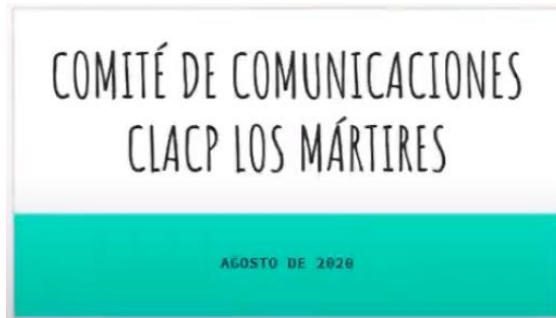 COMITÉ DE COMUNICACIONES
CLACP LOS MÁRTIRES
AGOSTO DE 2020